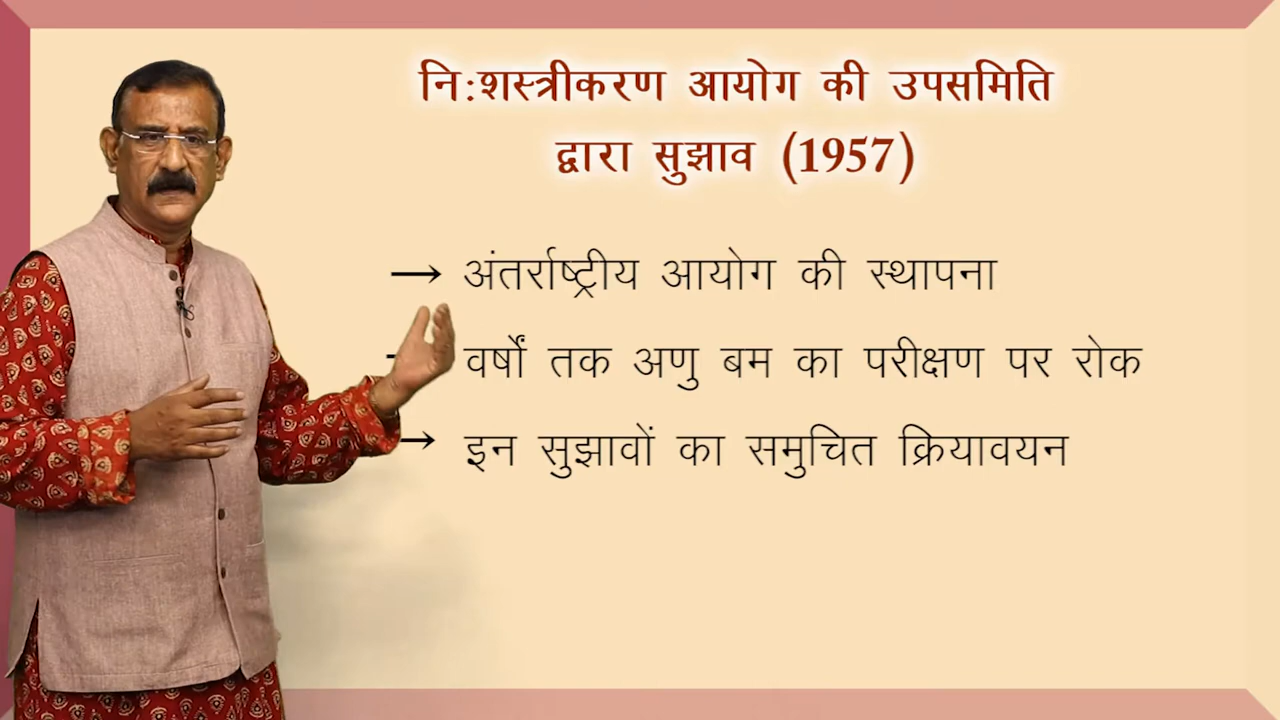 नि:शस्त्रीकरण आयोग की उपसमिति
द्वारा सुझाव (1957)
→ अंतर्राष्ट्रीय आयोग की स्थापना
वर्षों तक अणु बम का परीक्षण पर रोक
→ इन सुझावों का समुचित क्रियावयन